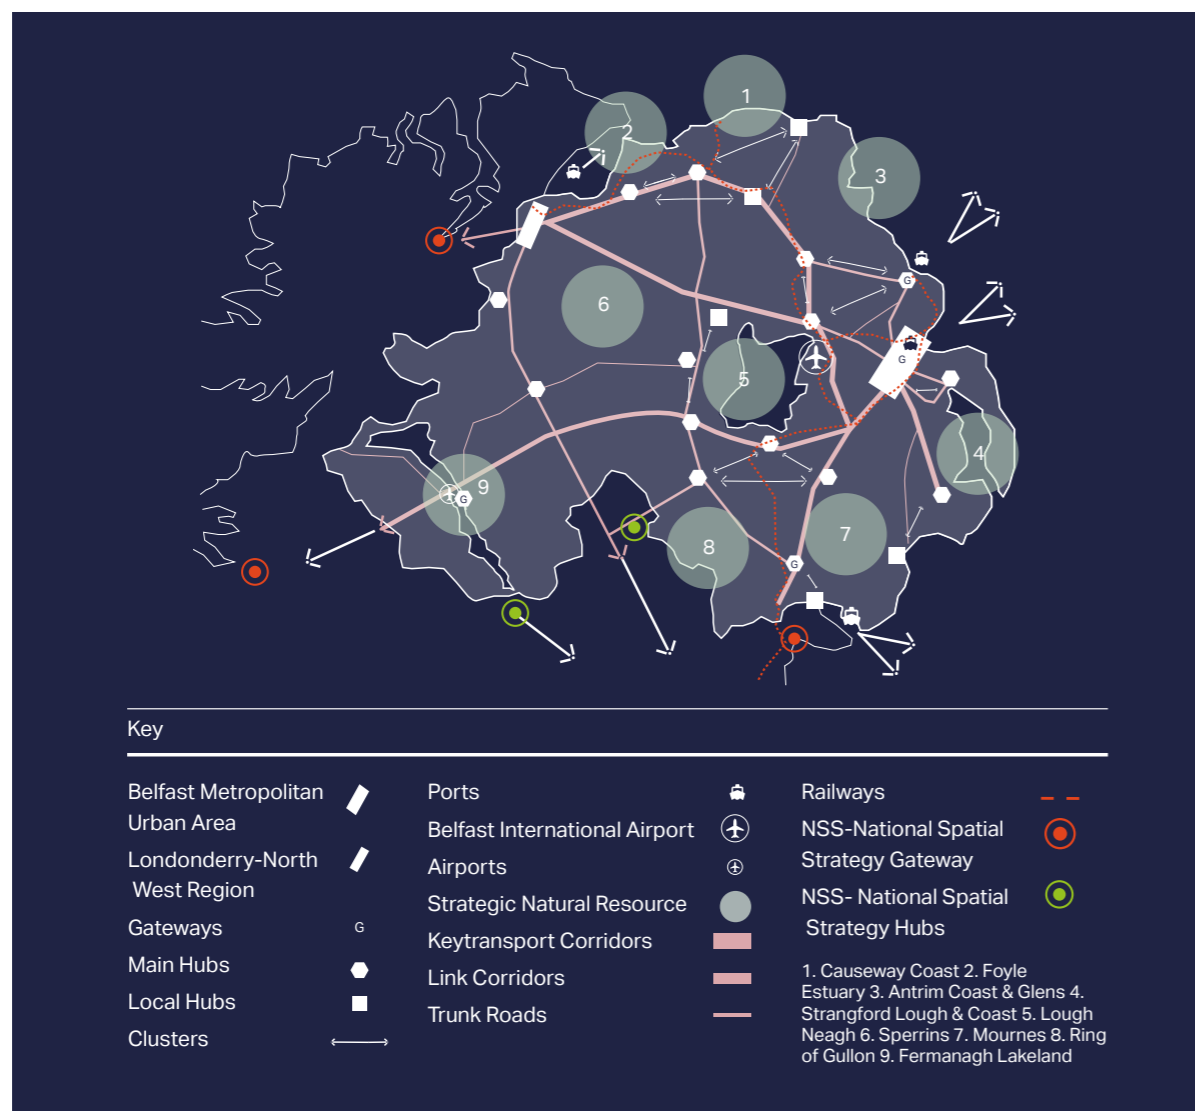 1
2
3
G
6
G
5
4
9
G
7
8
G
Key
Belfast Metropolitan
Urban Area
Londonderry-North
West Region
Gateways
G
Main Hubs
Local Hubs
Clusters
Ports
Belfast International Airport
Airports
Strategic Natural Resource
Keytransport Corridors
Link Corridors
Trunk Roads
Railways
NSS-National Spatial
Strategy Gateway
NSS- National Spatial
Strategy Hubs
1. Causeway Coast 2. Foyle
Estuary 3. Antrim Coast & Glens 4.
Strangford Lough & Coast 5. Lough
Neagh 6. Sperrins 7. Mournes 8. Ring
of Gullon 9. Fermanagh Lakeland